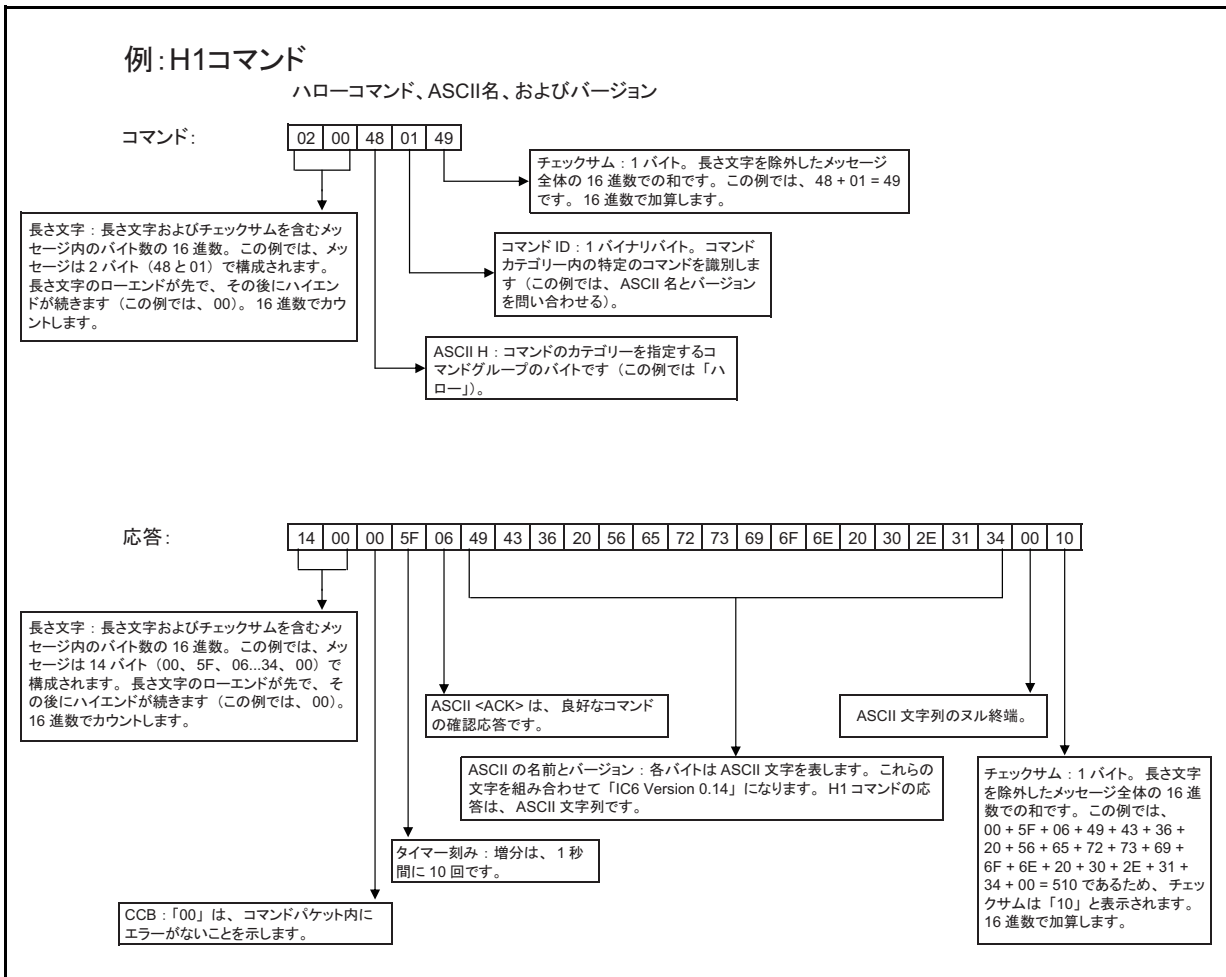 例：H1コマンド
ハローコマンド、ASCII名、およびバージョン
コマンド：
02 00 48 01 49
チェックサム：1 バイト。長さ文字を除外したメッセージ
全体の 16 進数での和です。この例では、48 + 01 = 49
です。16 進数で加算します。
長さ文字：長さ文字およびチェックサムを含むメッ
セージ内のバイト数の 16 進数。この例では、メッ
セージは 2 バイト（48 と 01）で構成されます。
長さ文字のローエンドが先で、その後にハイエン
ドが続きます（この例では、00）。16 進数でカウ
ントします。
コマンド ID：1 バイナリバイト。コマンド
カテゴリー内の特定のコマンドを識別しま
す（この例では、ASCII 名とバージョン
を問い合わせる）。
ASCII H：コマンドのカテゴリーを指定するコ
マンドグループのバイトです（この例では「ハ
ロー」）。
応答：
14 00 00 5F 06 49 43 36 20 56 65 72 73 69 6F 6E 20 30 2E 31 34 00 10
長さ文字：長さ文字およびチェックサムを含むメッ
セージ内のバイト数の 16 進数。この例では、メッ
セージは 14 バイト（00、5F、06...34、00）で
構成されます。長さ文字のローエンドが先で、そ
の後にハイエンドが続きます（この例では、00）。
16 進数でカウントします。
ASCII <ACK> は、良好なコマンド
の確認応答です。
ASCII 文字列のヌル終端。
ASCII の名前とバージョン：各バイトは ASCII 文字を表します。これらの
文字を組み合わせて「IC6 Version 0.14」になります。H1 コマンドの応
答は、ASCII 文字列です。
チェックサム：1 バイト。長さ文字
を除外したメッセージ全体の 16 進
数での和です。この例では、
00 + 5F + 06 + 49 + 43 + 36 +
20 + 56 + 65 + 72 + 73 + 69 +
6F + 6E + 20 + 30 + 2E + 31 +
34 + 00 = 510 であるため、チェッ
クサムは「10」と表示されます。
16 進数で加算します。
タイマー刻み：増分は、1 秒
間に 10 回です。
CCB：「00」は、コマンドパケット内に
エラーがないことを示します。